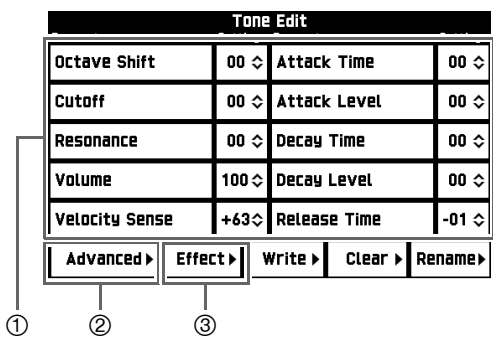 Tone Edit
Octave Shift 00 Attack Time 00
Cutoff 00 Attack Level 00
Resonance 00 Decay Time 00
Volume 100 Decay Level 00
Velocity Sense +63 Release Time -01
Advanced Effect Write Clear Rename
① ② ③